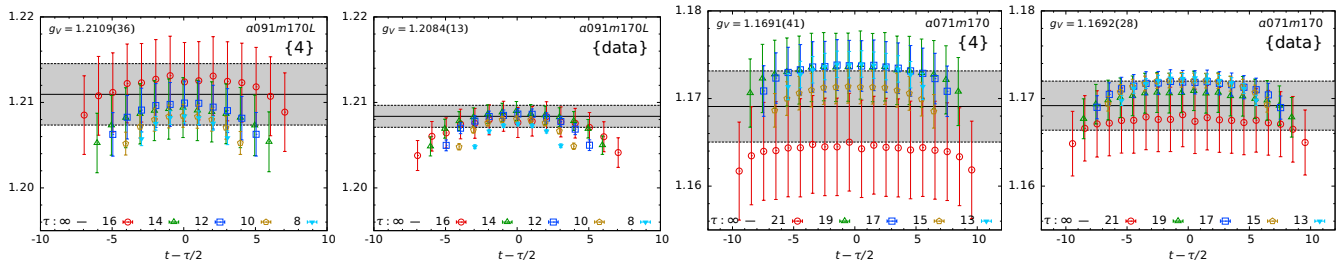 1.22
g_V = 1.2109(36)
a091m170L
{4}
1.21
1.20
τ : ∞ 16 14 12 10 8
-10 -5 0 5 10
t − τ/2
1.22
g_V = 1.2084(13)
a091m170L
{data}
1.21
1.20
τ : ∞ 16 14 12 10 8
-10 -5 0 5 10
t − τ/2
1.18
g_V = 1.1691(41)
a071m170
{4}
1.17
1.16
τ : ∞ 21 19 17 15 13
-10 -5 0 5 10
t − τ/2
1.18
g_V = 1.1692(28)
a071m170
{data}
1.17
1.16
τ : ∞ 21 19 17 15 13
-10 -5 0 5 10
t − τ/2